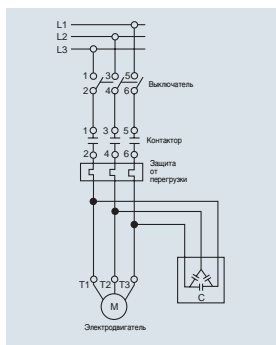 L1
L2
L3
1 3 5
2 4 6
Выключатель
1 3 5
2 4 6
Контактор
Защита
от
перегрузки
T1 T2 T3
M
C
Электродвигатель